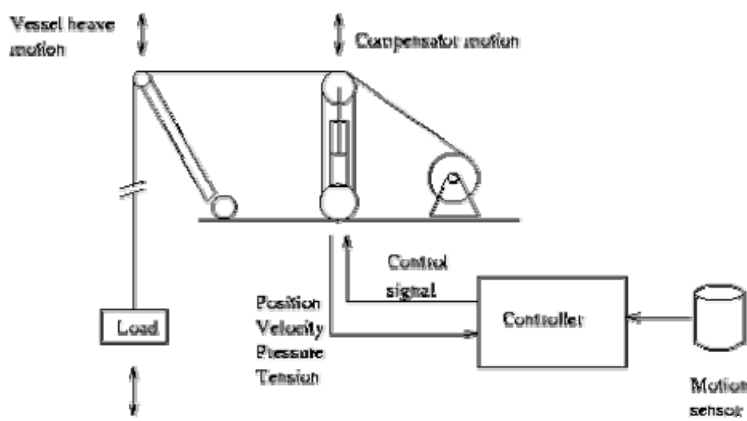 Vessel heave
motion
Compensator motion
Control
signal
Position
Velocity
Pressure
Tension
Load
Controller
Motion
sensor